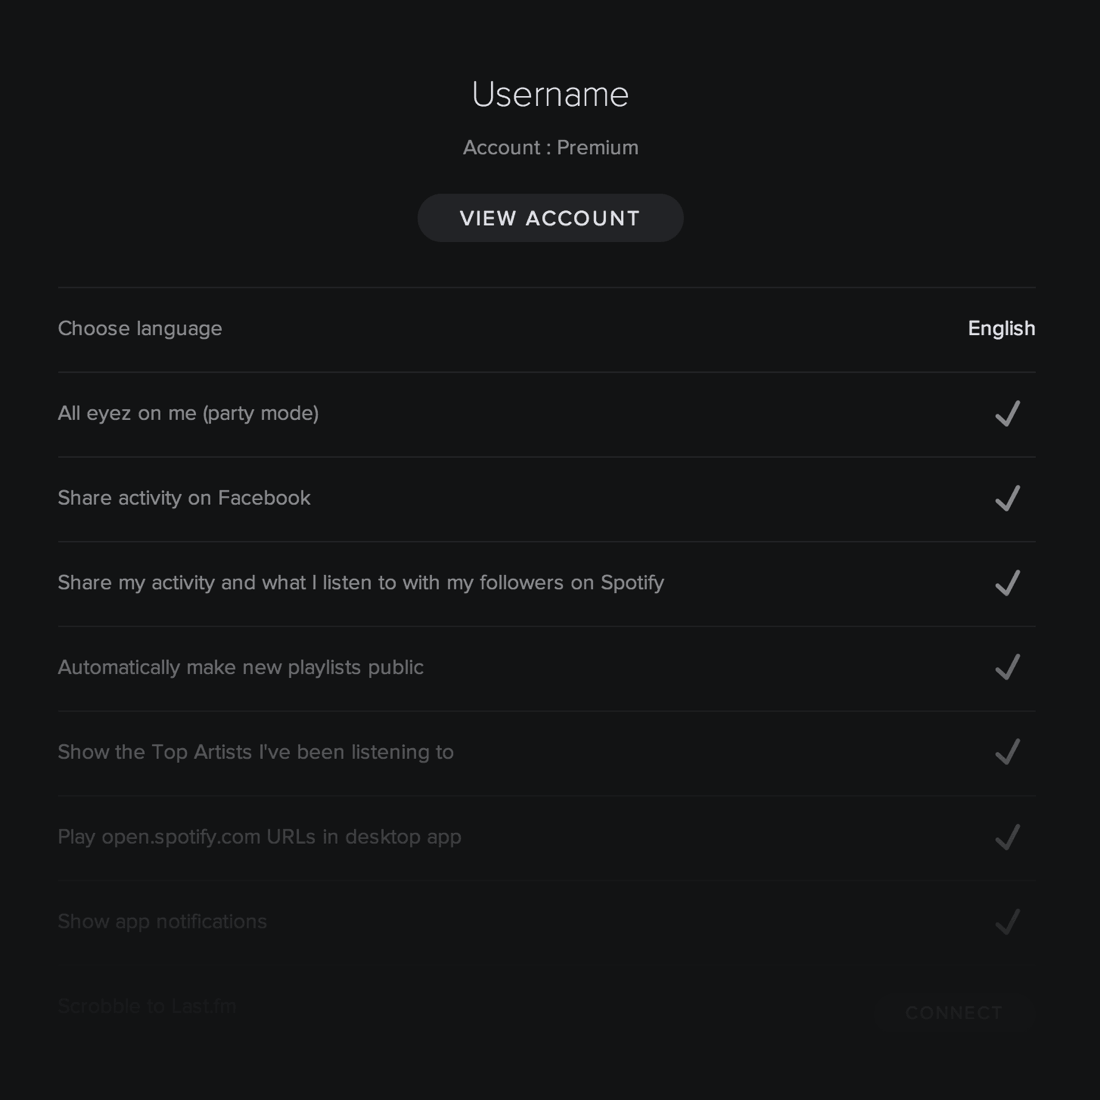 Username
Account : Premium
VIEW ACCOUNT
Choose language
English
All eyez on me (party mode)
Share activity on Facebook
Share my activity and what I listen to with my followers on Spotify
Automatically make new playlists public
Show the Top Artists I've been listening to
Play open.spotify.com URLs in desktop app
Show app notifications
Scrobble to Last.fm
CONNECT